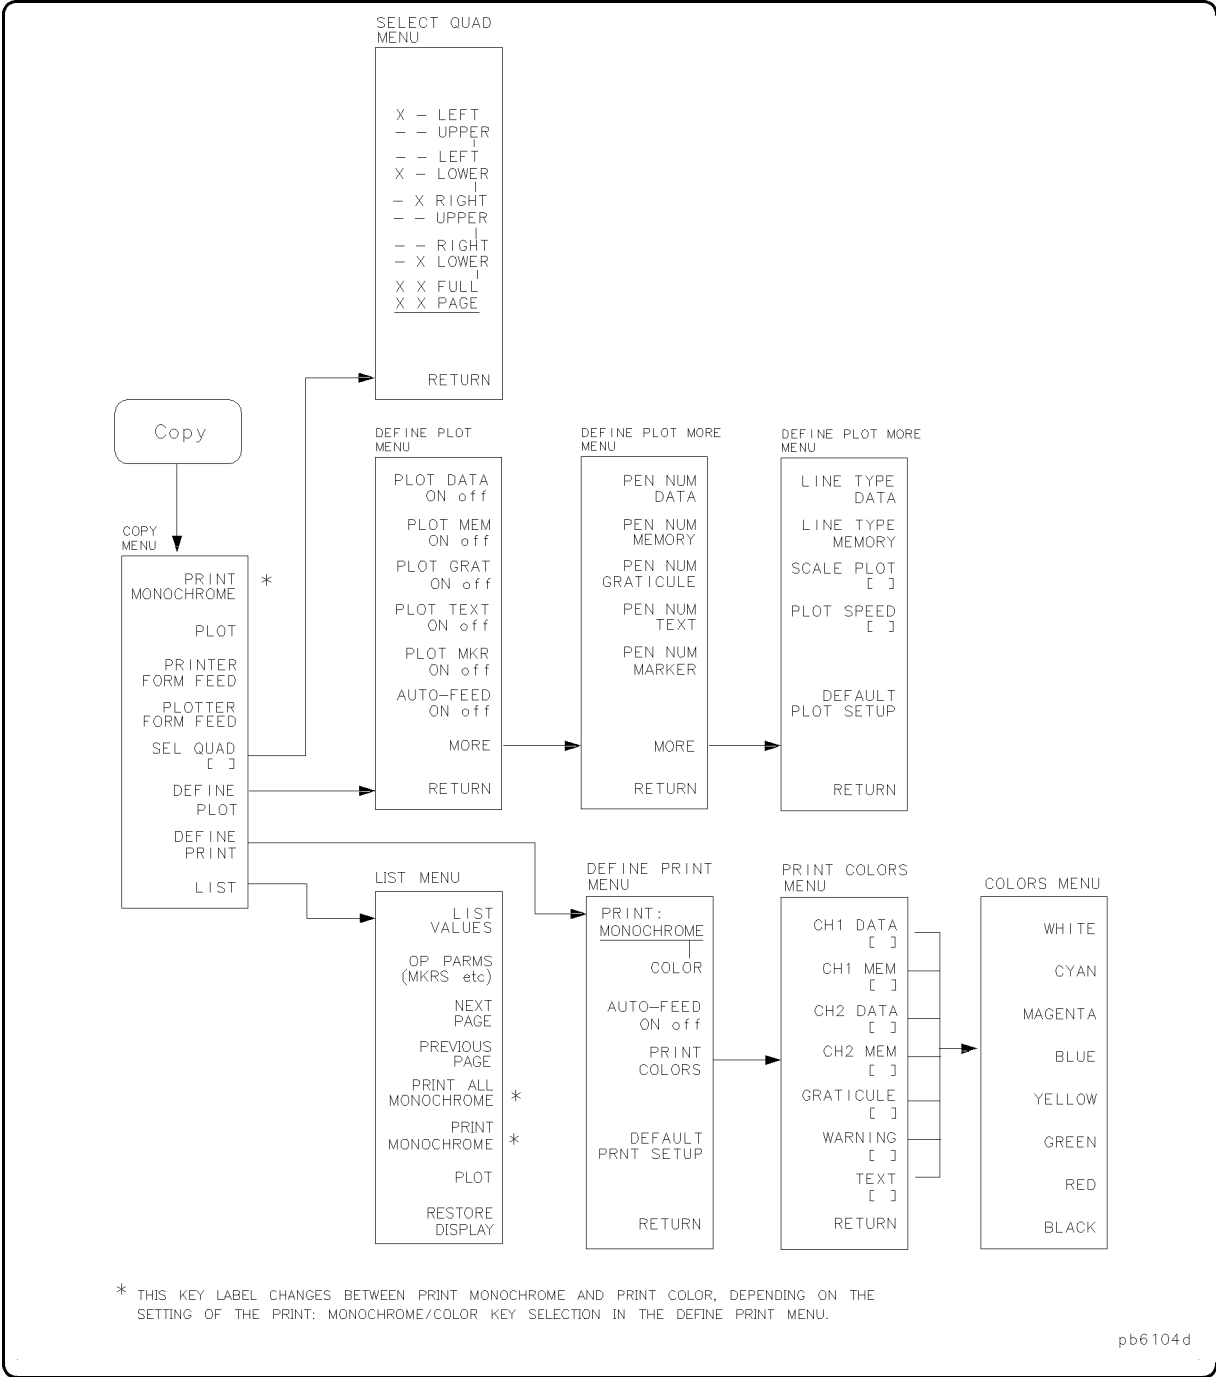 SELECT QUAD
MENU
X – LEFT
– – UPPER
– – LEFT
X – LOWER
– X RIGHT
– – UPPER
– – RIGHT
– X LOWER
X X FULL
X X PAGE
RETURN
Copy
COPY
MENU
PRINT
MONOCHROME *
PLOT
PRINTER
FORM FEED
PLOTTER
FORM FEED
SEL QUAD
[ ]
DEFINE
PLOT
DEFINE
PRINT
LIST
DEFINE PLOT
MENU
PLOT DATA
ON off
PLOT MEM
ON off
PLOT GRAT
ON off
PLOT TEXT
ON off
PLOT MKR
ON off
AUTO–FEED
ON off
MORE
RETURN
DEFINE PLOT MORE
MENU
PEN NUM
DATA
PEN NUM
MEMORY
PEN NUM
GRATICULE
PEN NUM
TEXT
PEN NUM
MARKER
MORE
RETURN
DEFINE PLOT MORE
MENU
LINE TYPE
DATA
LINE TYPE
MEMORY
SCALE PLOT
[ ]
PLOT SPEED
[ ]
DEFAULT
PLOT SETUP
RETURN
LIST MENU
LIST
VALUES
OP PARMS
(MKRS etc)
NEXT
PAGE
PREVIOUS
PAGE
PRINT ALL
MONOCHROME *
PRINT
MONOCHROME *
PLOT
RESTORE
DISPLAY
DEFINE PRINT
MENU
PRINT:
MONOCHROME
COLOR
AUTO–FEED
ON off
PRINT
COLORS
DEFAULT
PRNT SETUP
RETURN
PRINT COLORS
MENU
CH1 DATA
[ ]
CH1 MEM
[ ]
CH2 DATA
[ ]
CH2 MEM
[ ]
GRATICULE
[ ]
WARNING
[ ]
TEXT
[ ]
RETURN
COLORS MENU
WHITE
CYAN
MAGENTA
BLUE
YELLOW
GREEN
RED
BLACK
* THIS KEY LABEL CHANGES BETWEEN PRINT MONOCHROME AND PRINT COLOR, DEPENDING ON THE
SETTING OF THE PRINT: MONOCHROME/COLOR KEY SELECTION IN THE DEFINE PRINT MENU.
pb6104d